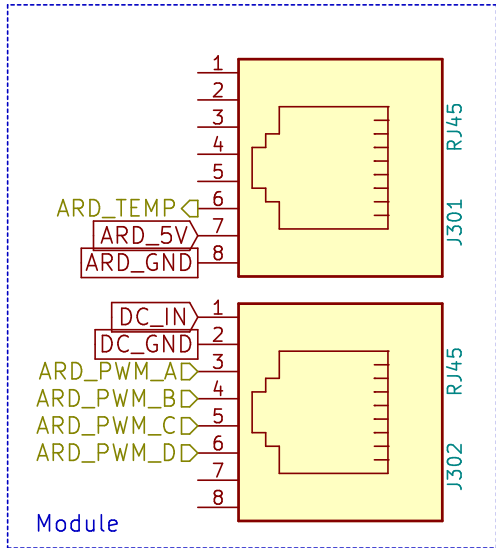 1
2
3
4
5
ARD_TEMP 6
ARD_5V 7
ARD_GND 8
RJ45
J301
DC_IN 1
DC_GND 2
ARD_PWM_A 3
ARD_PWM_B 4
ARD_PWM_C 5
ARD_PWM_D 6
7
8
RJ45
J302
Module